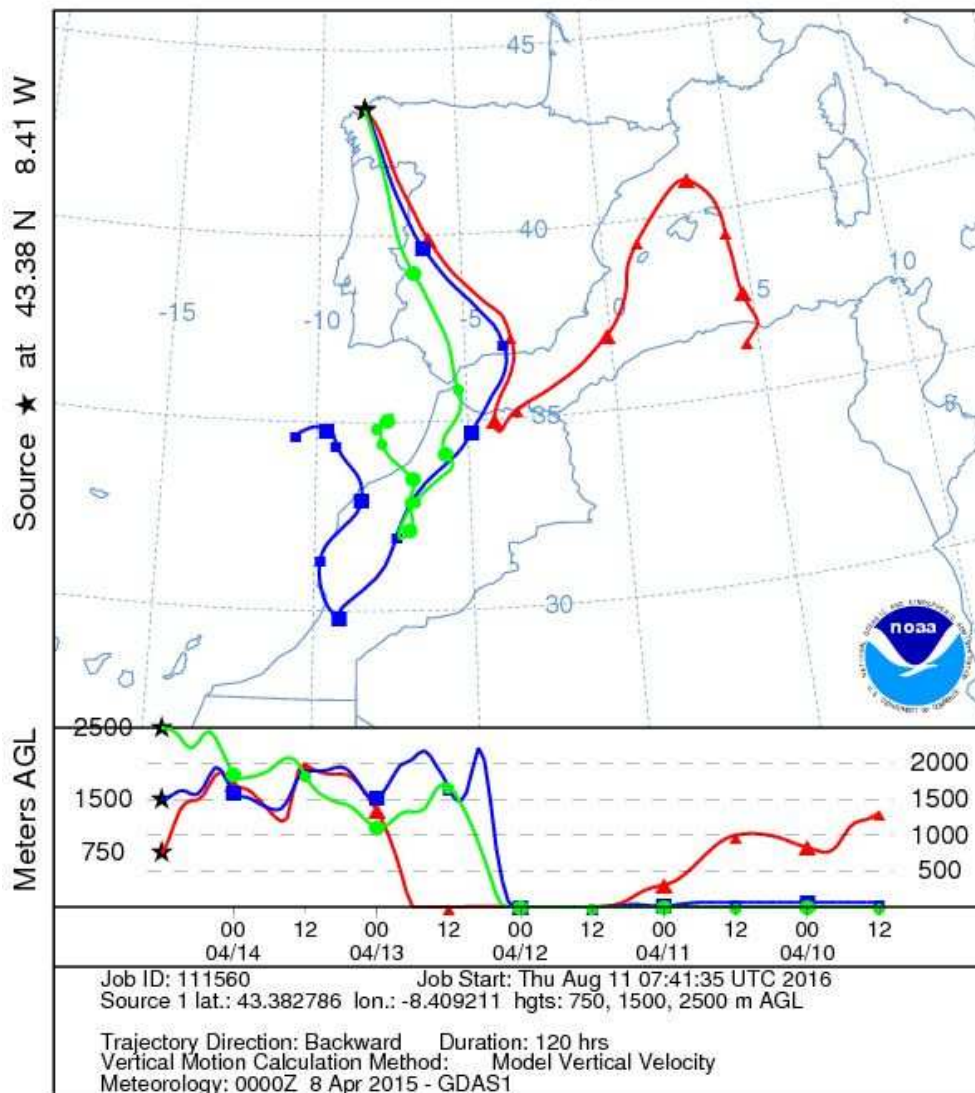 Source ★ at 43.38 N 8.41 W
45
40
-15
-10
-5
0
5
10
35
30
noaa
Meters AGL
2500
1500
750
2000
1500
1000
500
00 12 00 12 00 12 00 12 00 12
04/14 04/13 04/12 04/11 04/10
Job ID: 111560 Job Start: Thu Aug 11 07:41:35 UTC 2016
Source 1 lat.: 43.382786 lon.: -8.409211 hgts: 750, 1500, 2500 m AGL
Trajectory Direction: Backward Duration: 120 hrs
Vertical Motion Calculation Method: Model Vertical Velocity
Meteorology: 0000Z 8 Apr 2015 - GDAS1